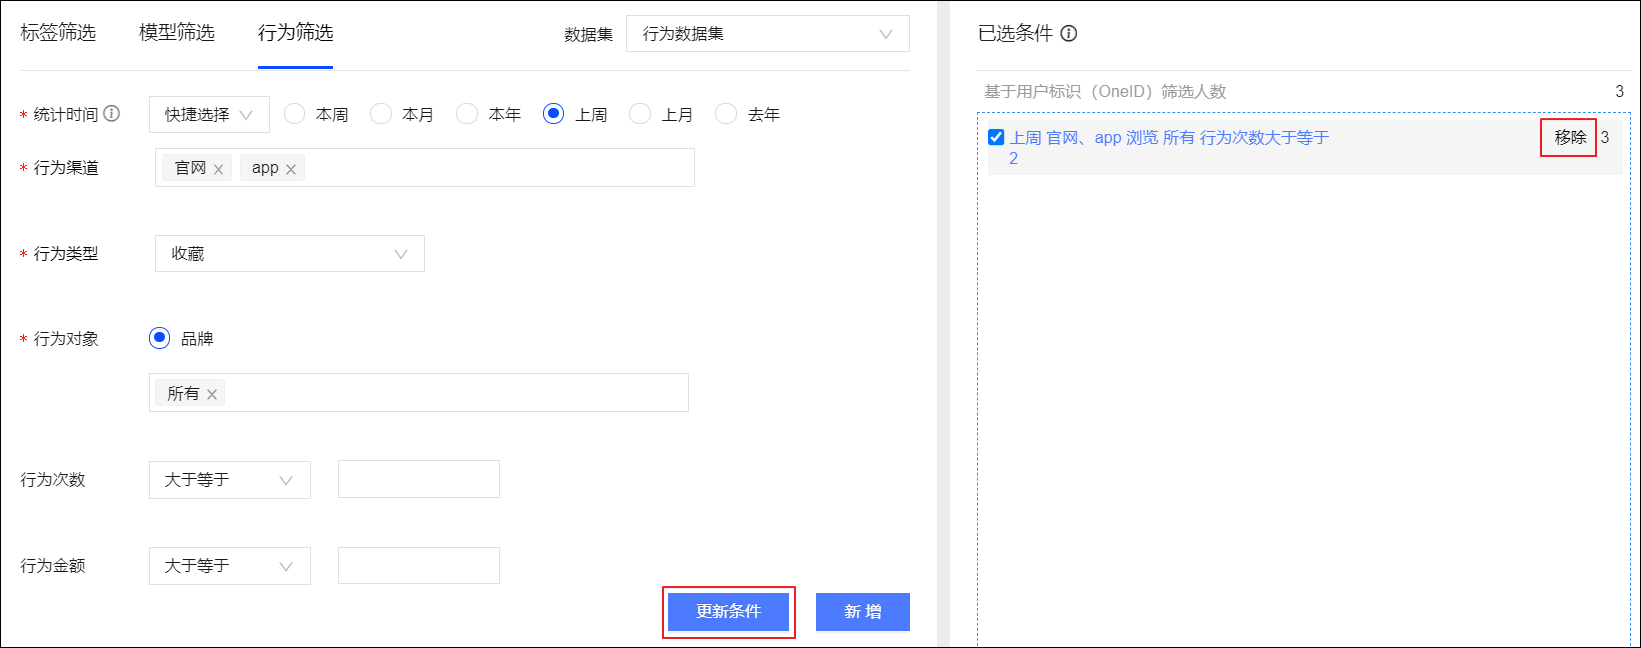 标签筛选 模型筛选 行为筛选 数据集 行为数据集
* 统计时间 快捷选择 本周 本月 本年 上周 上月 去年
* 行为渠道 官网 × app ×
* 行为类型 收藏
* 行为对象 品牌
所有 ×
行为次数 大于等于
行为金额 大于等于
更新条件 新增
已选条件
基于用户标识（OneID）筛选人数 3
上周 官网、app 浏览 所有 行为次数大于等于 移除 3
2